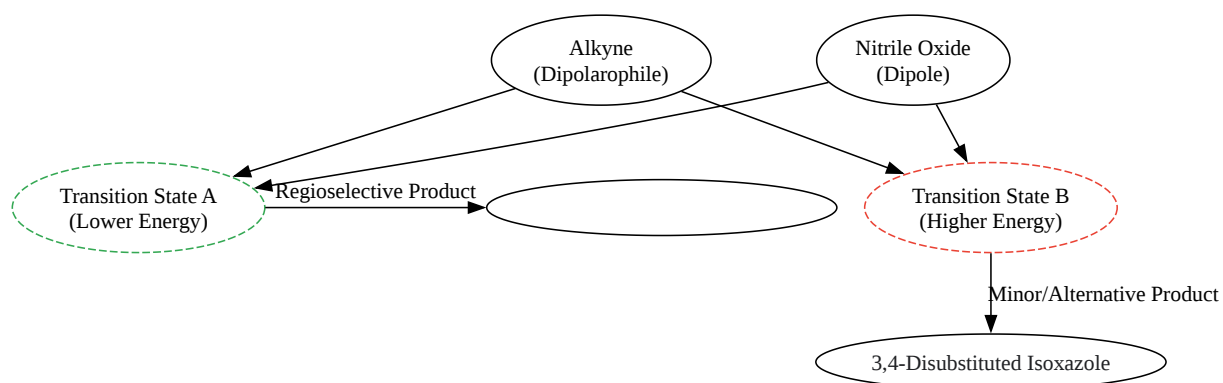 Alkyne
(Dipolarophile)
Nitrile Oxide
(Dipole)
Transition State A
(Lower Energy)
Regioselective Product
Transition State B
(Higher Energy)
Minor/Alternative Product
3,4-Disubstituted Isoxazole